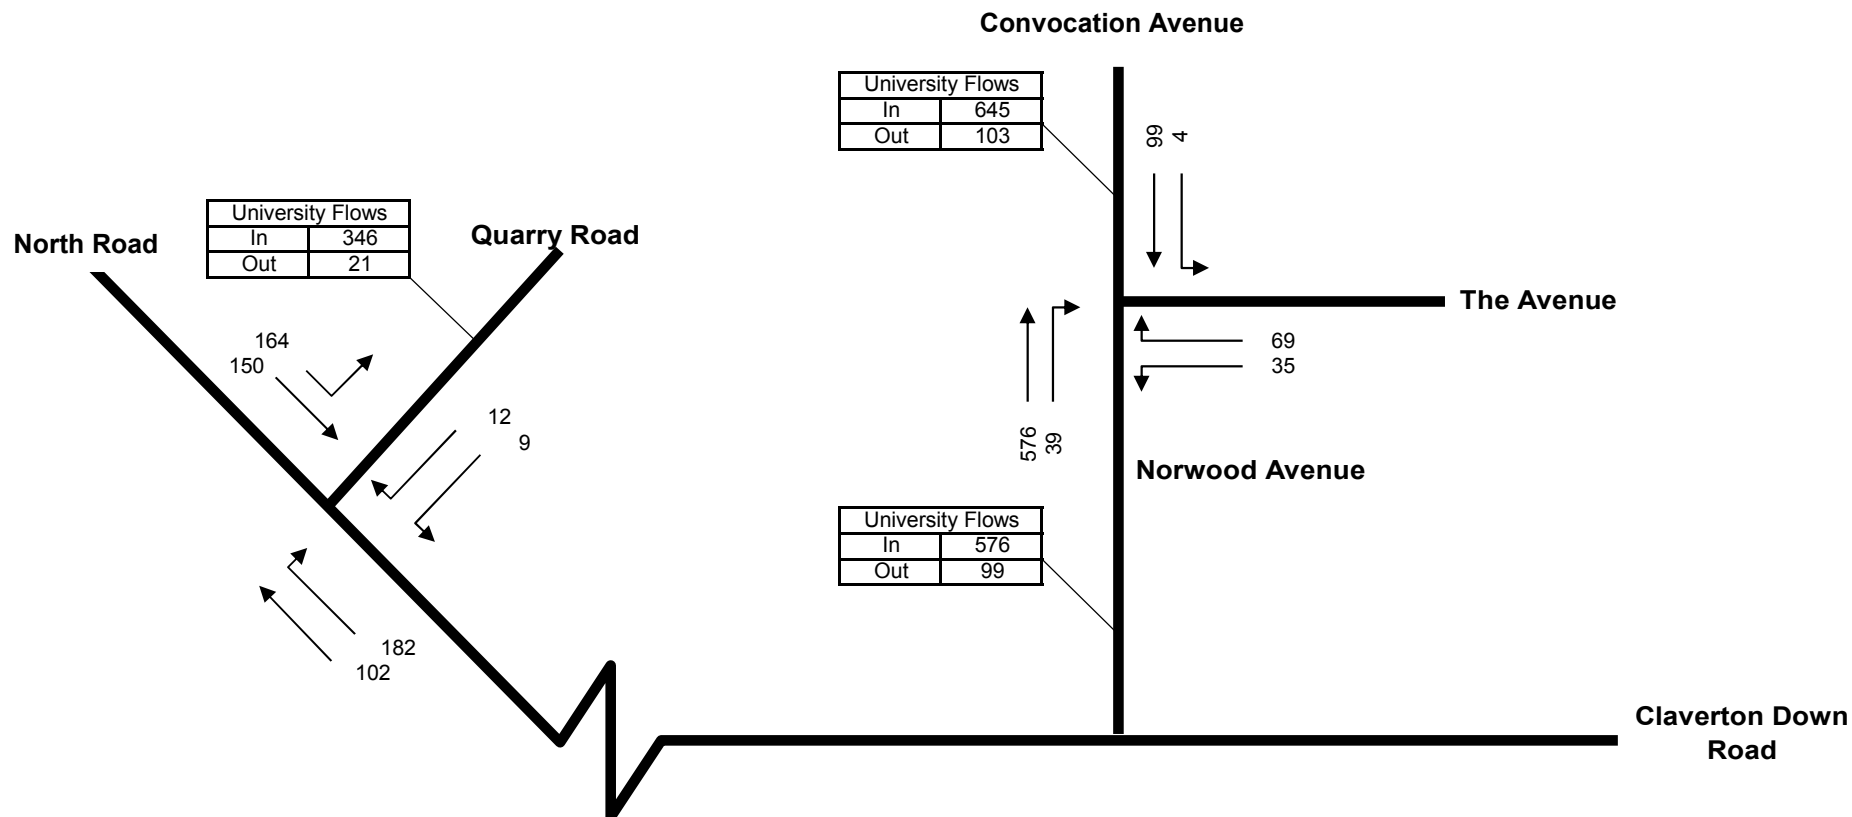 Convocation Avenue
University Flows
In 645
Out 103
99
4
University Flows
In 346
Out 21
North Road
Quarry Road
The Avenue
164
150
69
35
12
9
576
39
Norwood Avenue
University Flows
In 576
Out 99
182
102
Claverton Down
Road